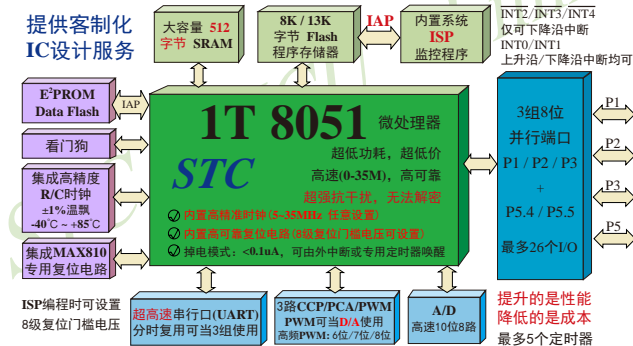 提供客制化
IC设计服务
大容量 512
字节 SRAM
8K / 13K
字节 Flash
程序存储器
IAP
内置系统
ISP
监控程序
INT2/INT3/INT4
仅可下降沿中断
INT0/INT1
上升沿/下降沿中断均可
E²PROM
Data Flash
IAP
看门狗
集成高精度
R/C时钟
±1%温飘
-40℃ ~ +85℃
集成MAX810
专用复位电路
1T 8051 微处理器
STC
超低功耗，超低价
高速(0-35M)，高可靠
超强抗干扰，无法解密
内置高精准时钟(5~35MHz 任意设置)
内置高可靠复位电路(8级复位门槛电压可设置)
掉电模式：<0.1uA，可由外中断或专用定时器唤醒
3组8位
并行端口
P1 / P2 / P3
+
P5.4 / P5.5
最多26个I/O
P1
P2
P3
P5
ISP编程时可设置
8级复位门槛电压
超高速串行口(UART)
分时复用可当3组使用
3路CCP/PCA/PWM
PWM可当D/A使用
高频PWM: 6位/7位/8位
A/D
高速10位8路
提升的是性能
降低的是成本
最多5个定时器